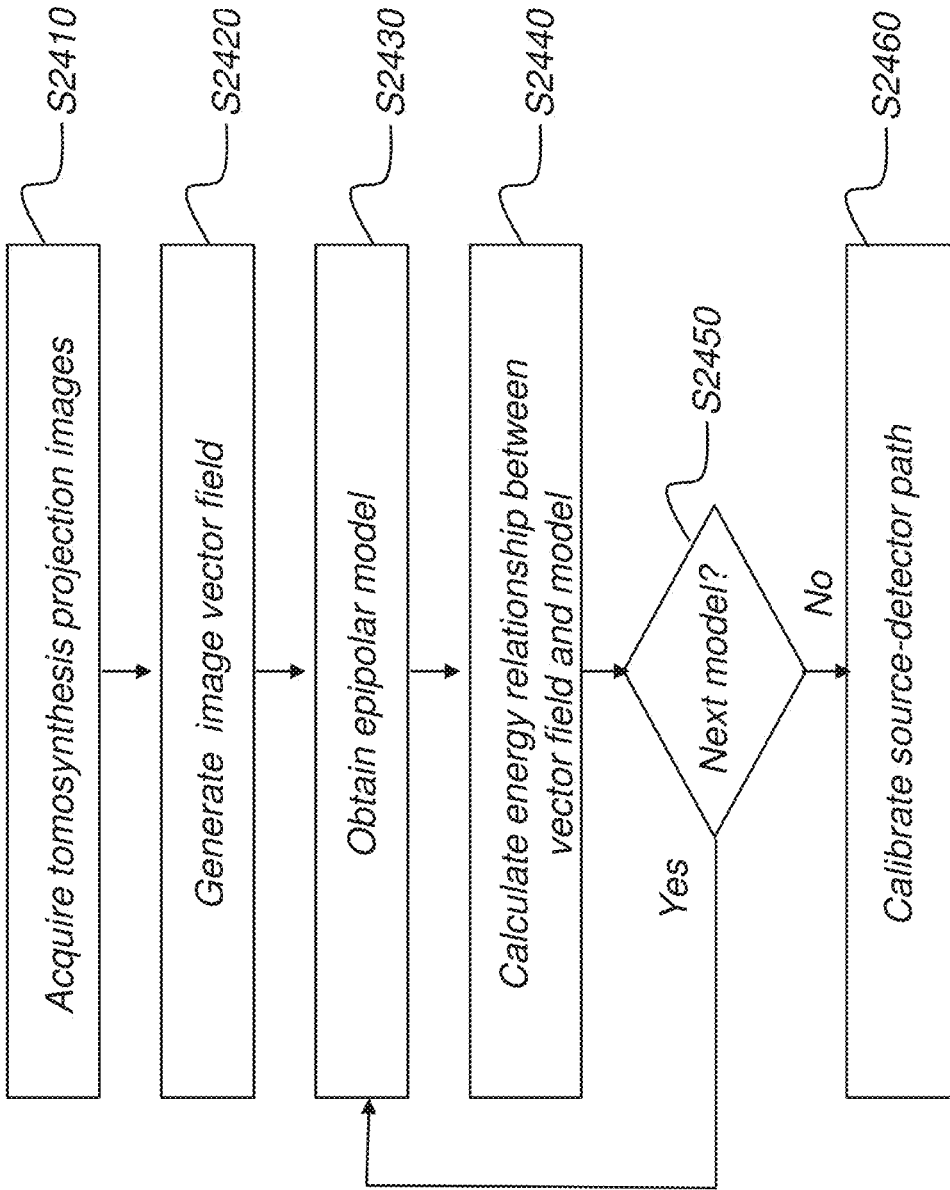 Acquire tomosynthesis projection images
S2410
Generate image vector field
S2420
Obtain epipolar model
S2430
Calculate energy relationship between
vector field and model
S2440
Next model?
S2450
Yes
No
Calibrate source-detector path
S2460